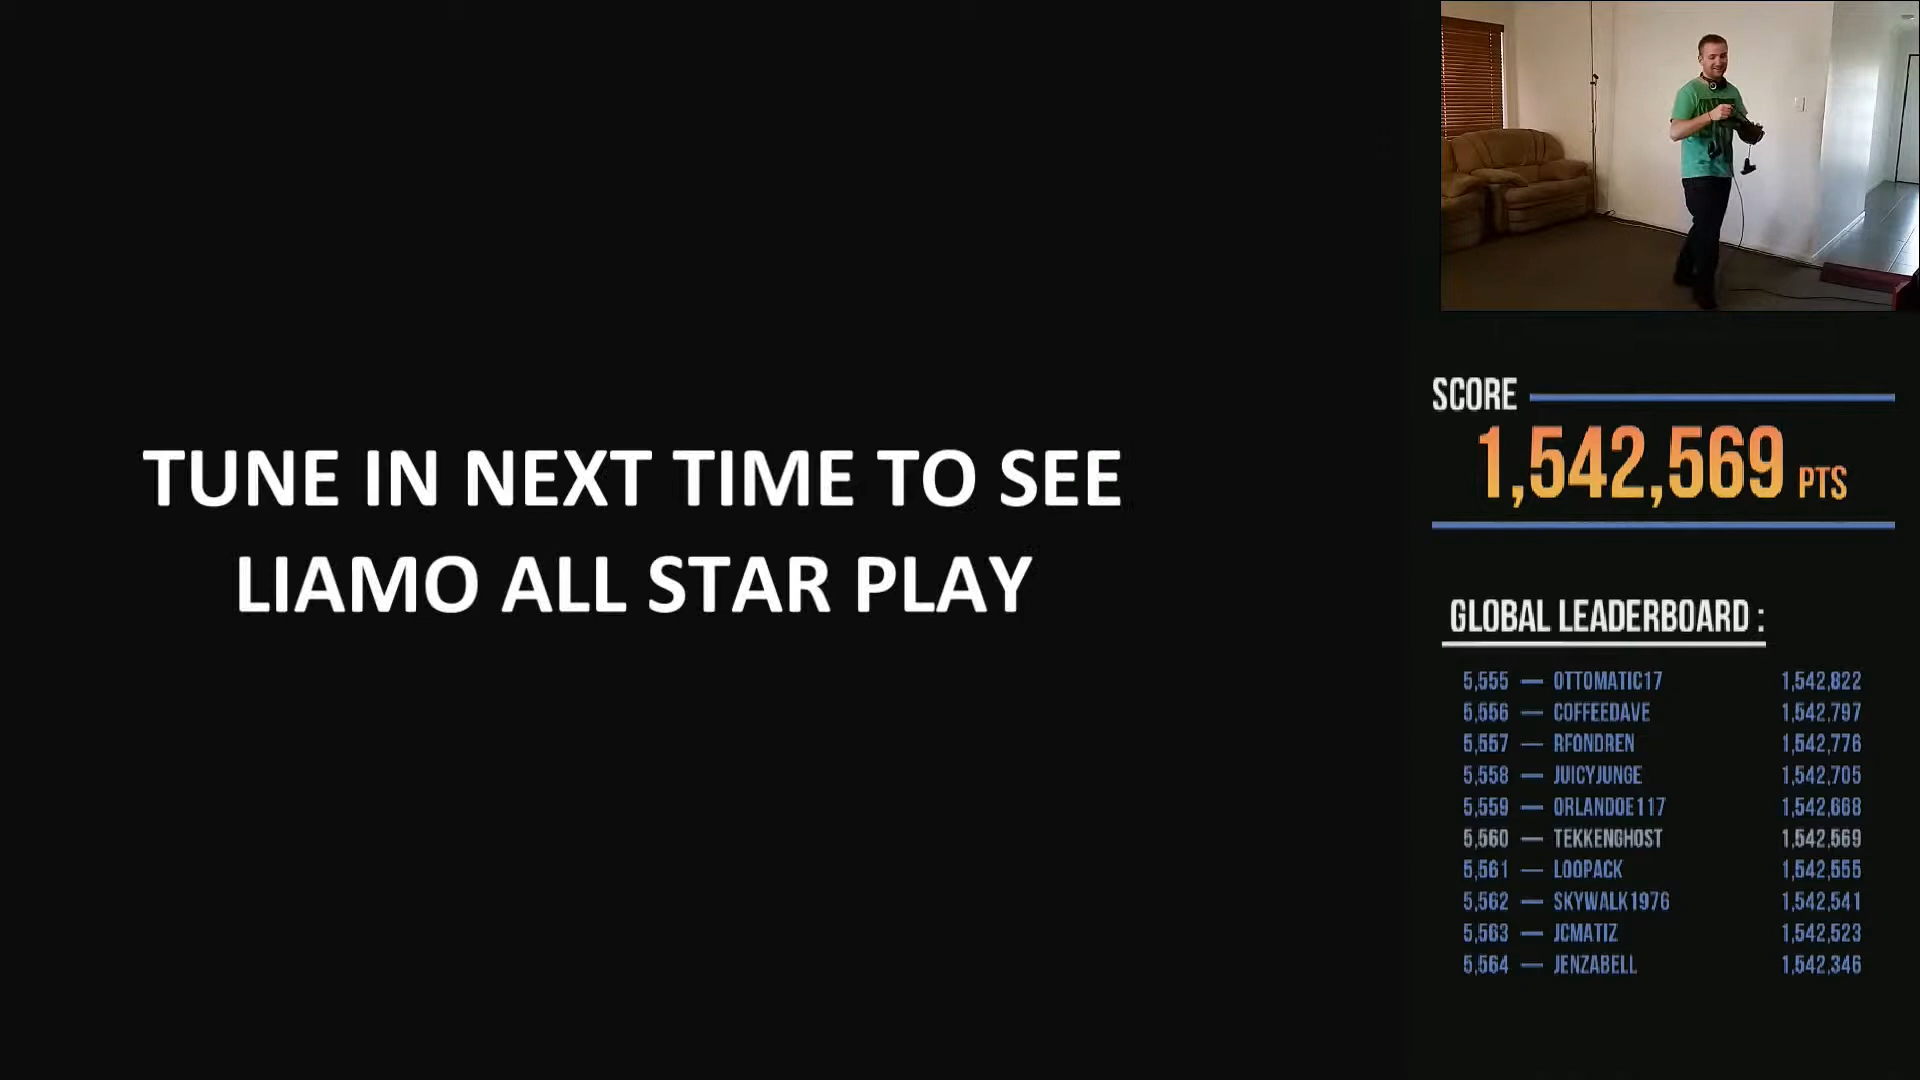 TUNE IN NEXT TIME TO SEE
LIAMO ALL STAR PLAY
SCORE
1,542,569 PTS
GLOBAL LEADERBOARD :
5,555 — OTTOMATIC17 1,542,822
5,556 — COFFEEDAVE 1,542,797
5,557 — RFONDREN 1,542,776
5,558 — JUICYJUNGE 1,542,705
5,559 — ORLANDOE117 1,542,668
5,560 — TEKKENGHOST 1,542,569
5,561 — LOOPACK 1,542,555
5,562 — SKYWALK1976 1,542,541
5,563 — JCMATIZ 1,542,523
5,564 — JENZABELL 1,542,346